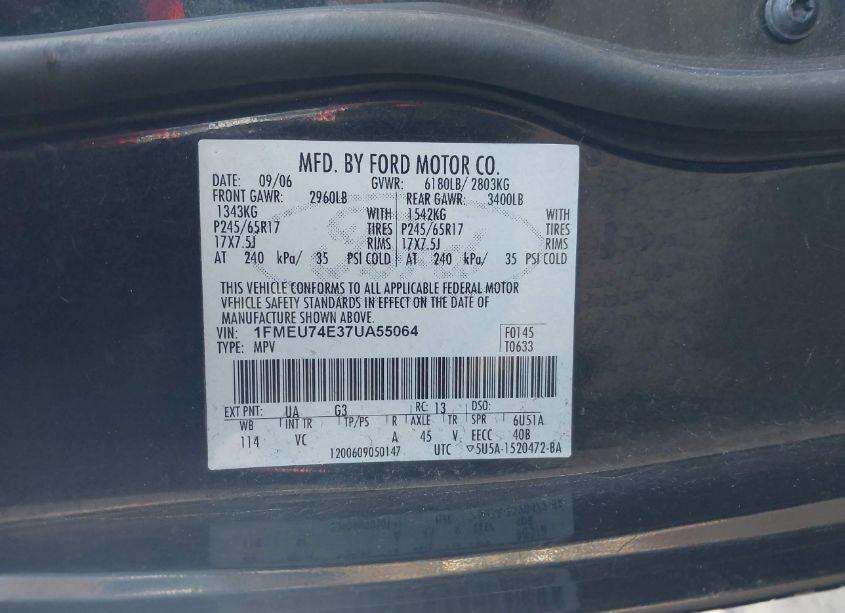 MFD. BY FORD MOTOR CO.
DATE: 09/06 GVWR: 6180LB/ 2803KG
FRONT GAWR: 2960LB REAR GAWR: 3400LB
1343KG WITH 1542KG WITH
P245/65R17 TIRES P245/65R17 TIRES
17X7.5J RIMS 17X7.5J RIMS
AT 240 kPa/ 35 PSI COLD AT 240 kPa/ 35 PSI COLD
THIS VEHICLE CONFORMS TO ALL APPLICABLE FEDERAL MOTOR
VEHICLE SAFETY STANDARDS IN EFFECT ON THE DATE OF
MANUFACTURE SHOWN ABOVE.
VIN: 1FMEU74E37UA55064 F0145
TYPE: MPV T0633
EXT PNT: UA G3 RC: 13 DSO:
WB INT TR TP/PS R AXLE TR SPR 6U51A
114 VC A 45 V EECC 40B
1200609050147 UTC ▽5U5A-1520472-BA